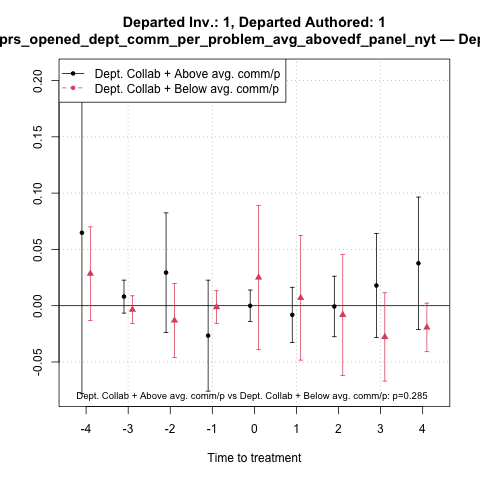 Departed Inv.: 1, Departed Authored: 1
prs_opened_dept_comm_per_problem_avg_abovedf_panel_nyt — Dep
0.20
0.15
0.10
0.05
0.00
-0.05
Dept. Collab + Above avg. comm/p
Dept. Collab + Below avg. comm/p
Dept. Collab + Above avg. comm/p vs Dept. Collab + Below avg. comm/p: p=0.285
-4 -3 -2 -1 0 1 2 3 4
Time to treatment